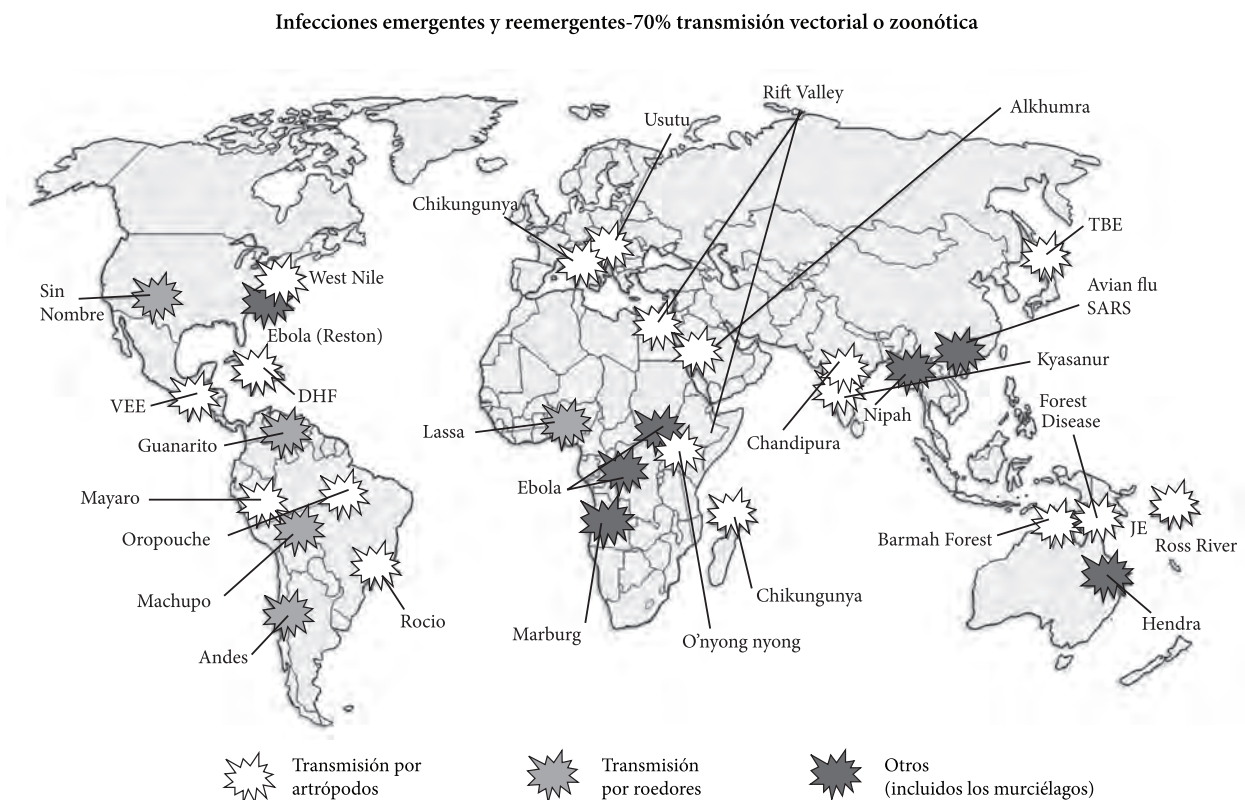 Infecciones emergentes y reemergentes-70% transmisión vectorial o zoonótica
Rift Valley
Alkhumra
Usutu
Chikungunya
TBE
West Nile
Avian flu
SARS
Sin
Nombre
Ebola (Reston)
Kyasanur
DHF
VEE
Forest
Disease
Nipah
Lassa
Guanarito
Chandipura
Ebola
Mayaro
Oropouche
Barmah Forest
JE
Ross River
Chikungunya
Machupo
Rocio
Hendra
Marburg
O'nyong nyong
Andes
Transmisión por
artrópodos
Transmisión
por roedores
Otros
(incluidos los murciélagos)